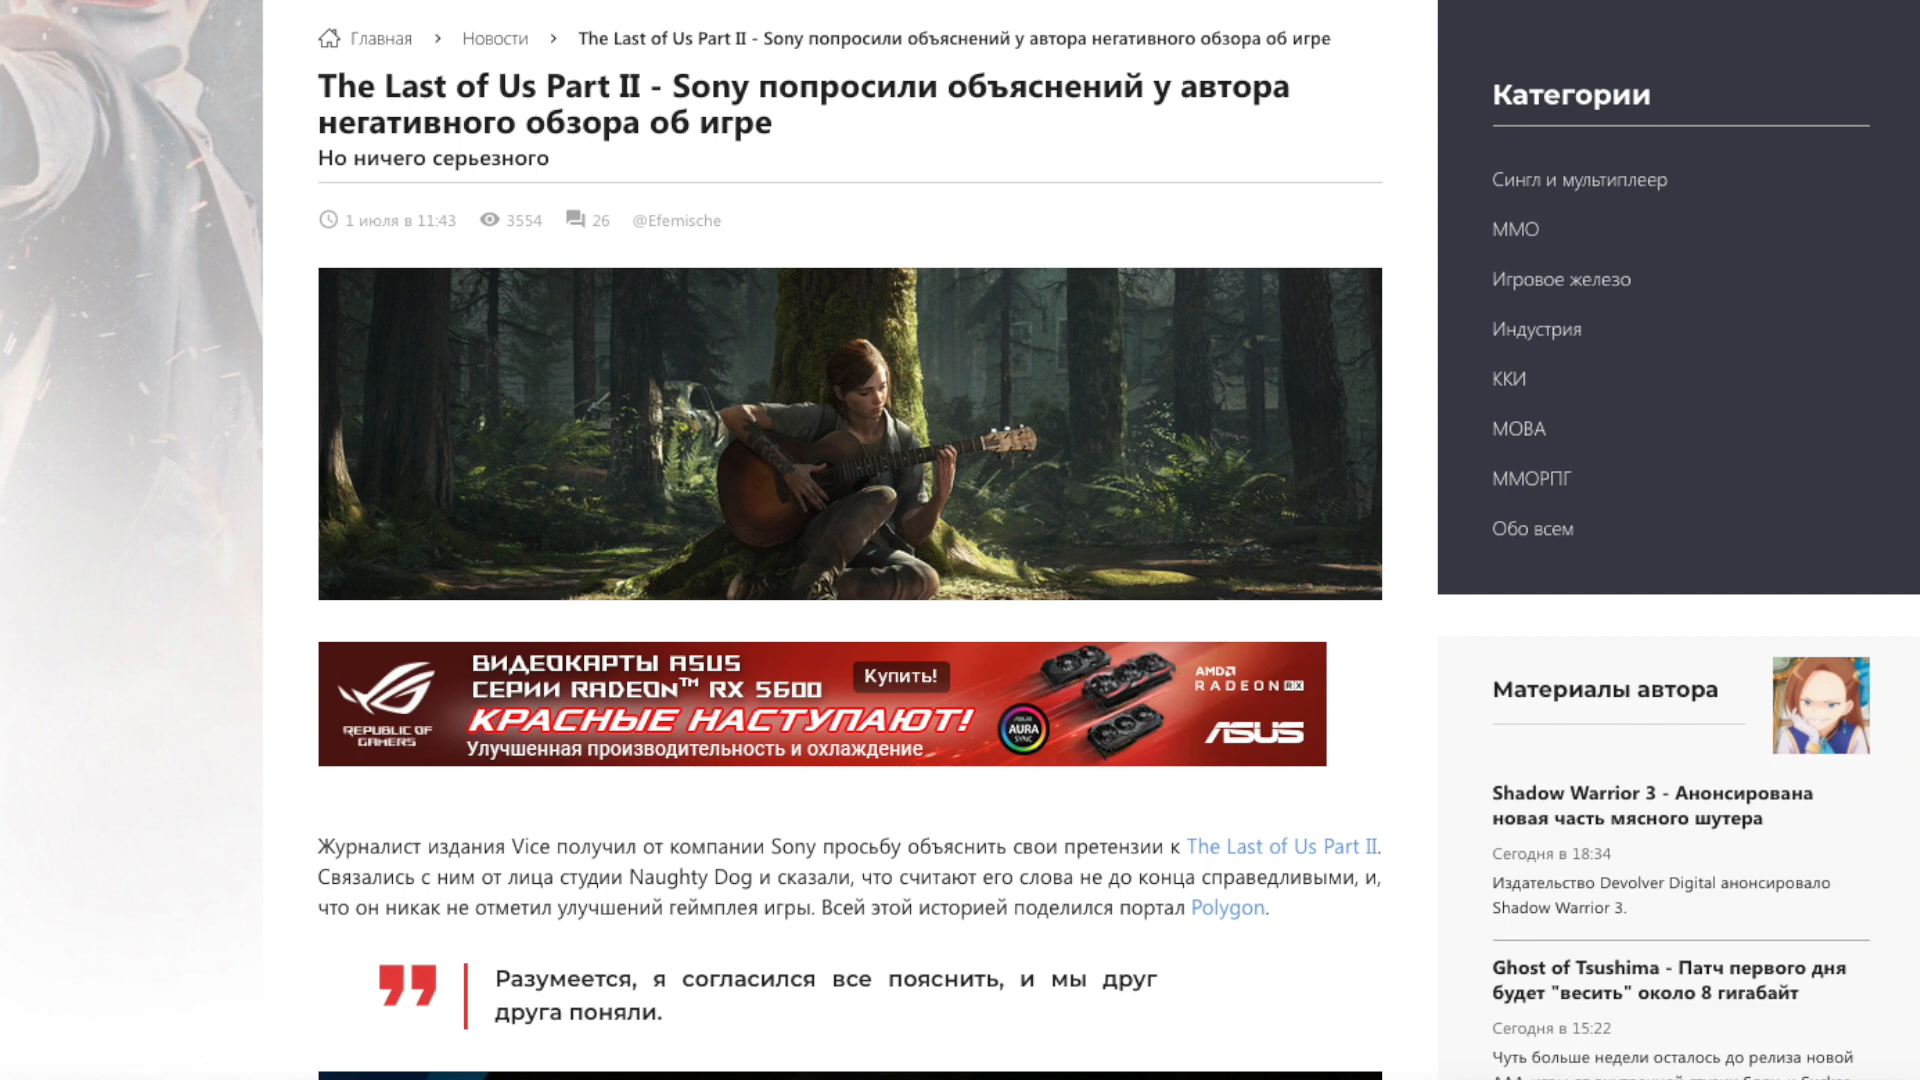 Главная > Новости > The Last of Us Part II - Sony попросили объяснений у автора негативного обзора об игре
The Last of Us Part II - Sony попросили объяснений у автора
негативного обзора об игре
Но ничего серьезного
1 июля в 11:43 3554 26 @Efemische
ВИДЕОКАРТЫ ASUS
СЕРИИ RADEON™ RX 5600
Купить!
КРАСНЫЕ НАСТУПАЮТ!
Улучшенная производительность и охлаждение
REPUBLIC OF
GAMERS
ASUS
AURA
SYNC
AMD
RADEON RX
ASUS
Журналист издания Vice получил от компании Sony просьбу объяснить свои претензии к The Last of Us Part II.
Связались с ним от лица студии Naughty Dog и сказали, что считают его слова не до конца справедливыми, и,
что он никак не отметил улучшений геймплея игры. Всей этой историей поделился портал Polygon.
Разумеется, я согласился все пояснить, и мы друг
друга поняли.
Категории
Сингл и мультиплеер
ММО
Игровое железо
Индустрия
ККИ
МОВА
ММОРПГ
Обо всем
Материалы автора
Shadow Warrior 3 - Анонсирована
новая часть мясного шутера
Сегодня в 18:34
Издательство Devolver Digital анонсировало
Shadow Warrior 3.
Ghost of Tsushima - Патч первого дня
будет "весить" около 8 гигабайт
Сегодня в 15:22
Чуть больше недели осталось до релиза новой